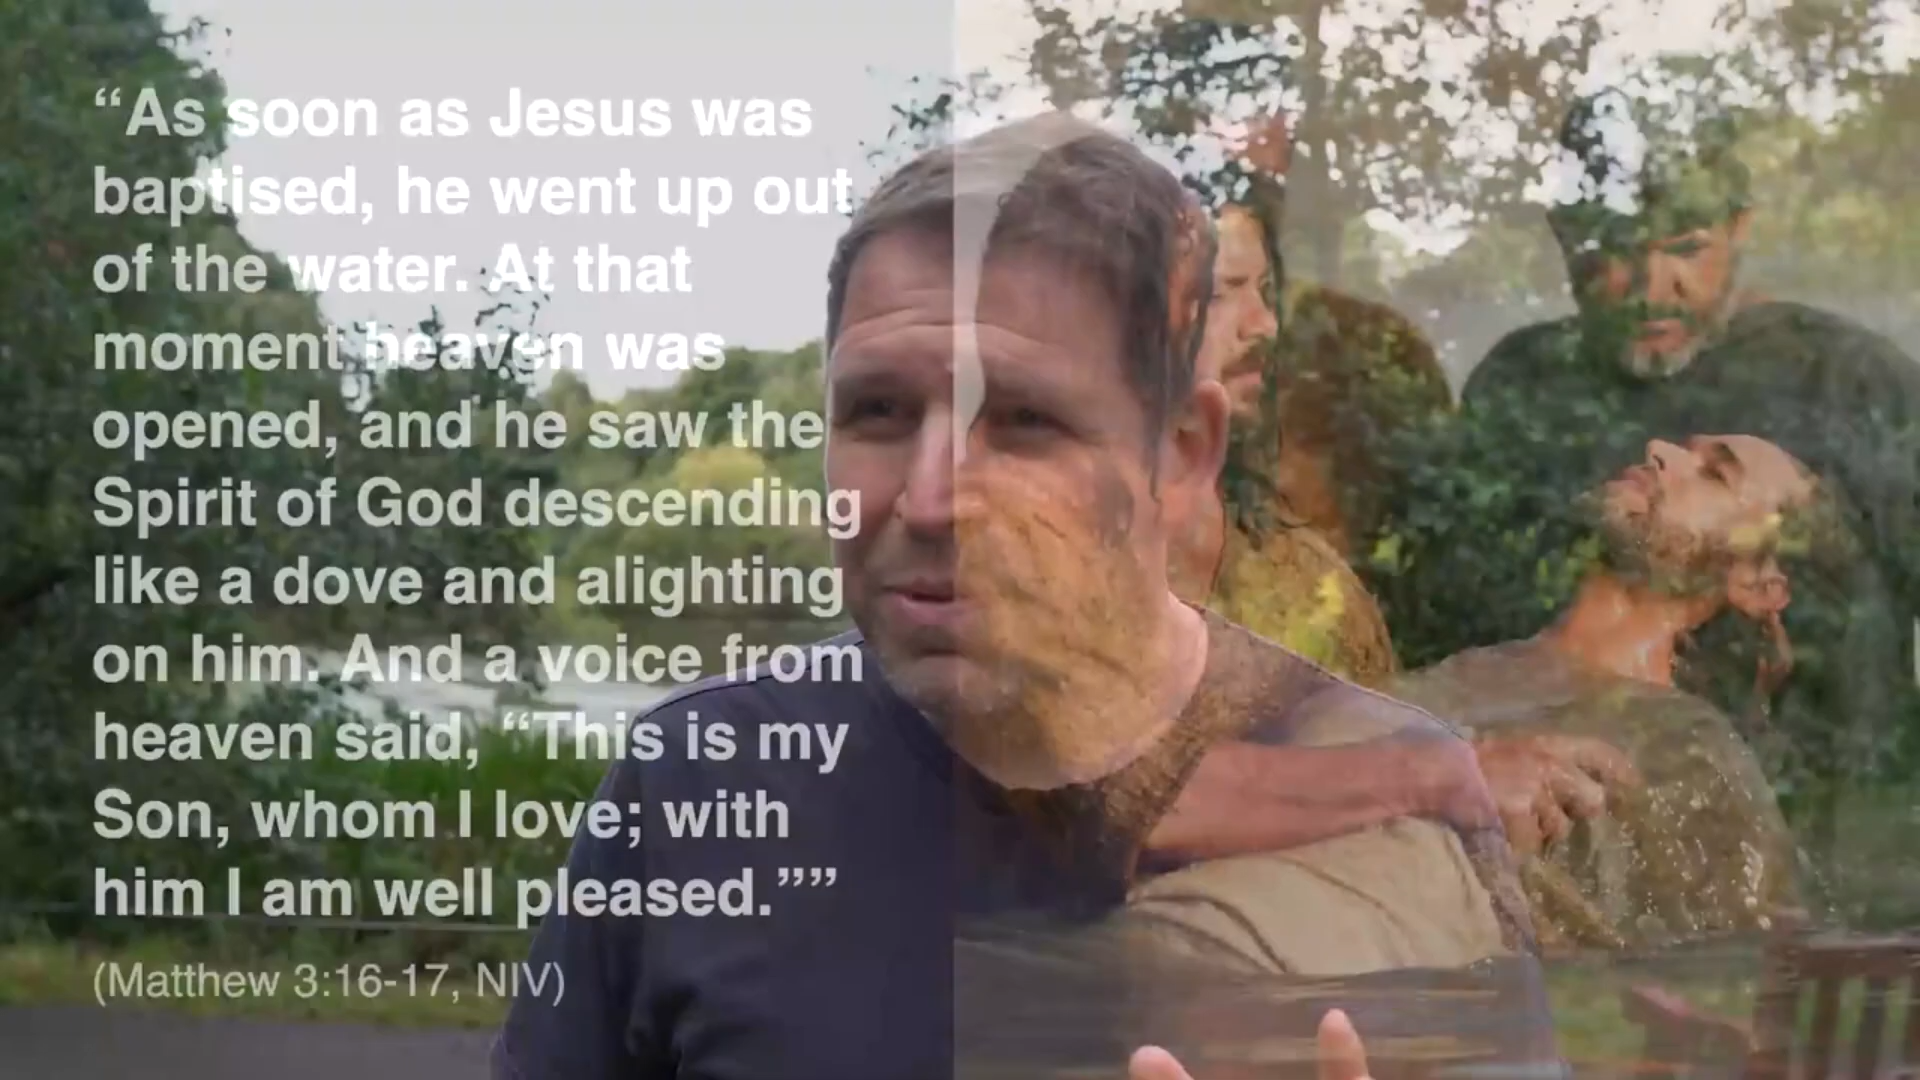 “As soon as Jesus was
baptised, he went up out
of the water. At that
moment heaven was
opened, and he saw the
Spirit of God descending
like a dove and alighting
on him. And a voice from
heaven said, “This is my
Son, whom I love; with
him I am well pleased.””
(Matthew 3:16-17, NIV)